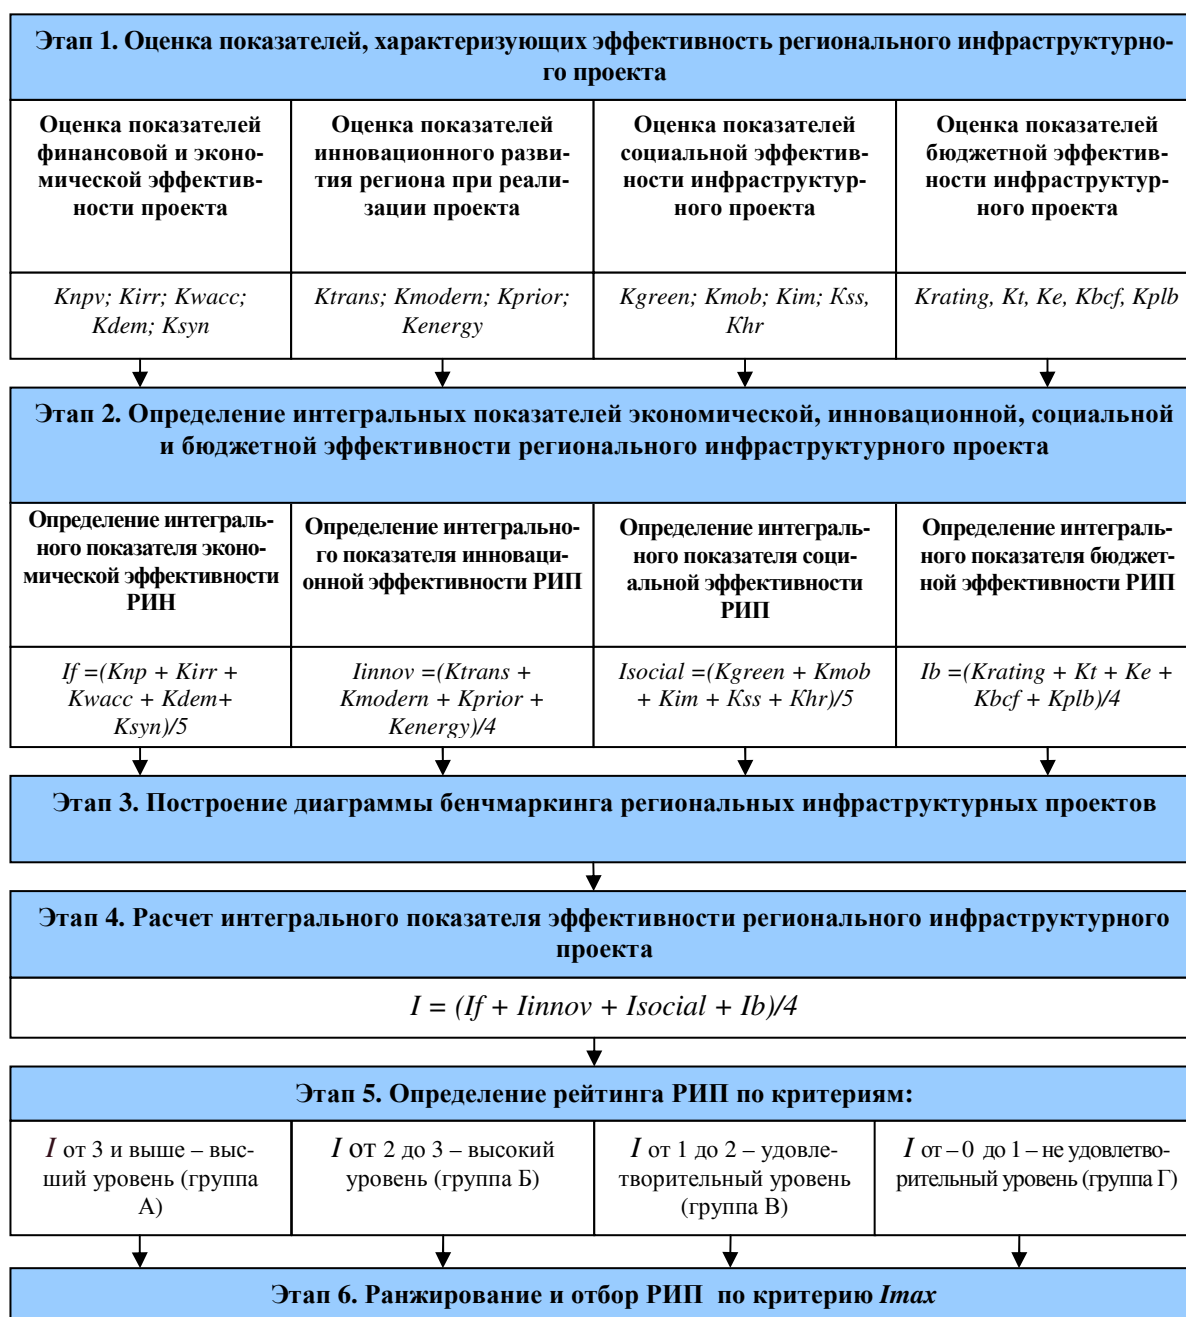 Этап 1. Оценка показателей, характеризующих эффективность регионального инфраструктурно-
го проекта
Оценка показателей
финансовой и эконо-
мической эффектив-
ности проекта
Оценка показателей
инновационного разви-
тия региона при реали-
зации проекта
Оценка показателей
социальной эффектив-
ности инфраструктур-
ного проекта
Оценка показателей
бюджетной эффектив-
ности инфраструктур-
ного проекта
Knpv; Kirr; Kwacc;
Kdem; Ksyn
Ktrans; Kmodern; Kprior;
Kenergy
Kgreen; Kmob; Kim; Кss,
Кhr
Krating, Kt, Ke, Kbcf, Kplb
Этап 2. Определение интегральных показателей экономической, инновационной, социальной
и бюджетной эффективности регионального инфраструктурного проекта
Определение интеграль-
ного показателя эконо-
мической эффективности
РИН
Определение интегрально-
го показателя инноваци-
онной эффективности РИП
Определение интеграль-
ного показателя соци-
альной эффективности
РИП
Определение интеграль-
ного показателя бюджет-
ной эффективности РИП
If =(Knp + Kirr +
Kwacc + Kdem+
Ksyn)/5
Iinnov =(Ktrans +
Kmodern + Kprior +
Kenergy)/4
Isocial =(Kgreen + Kmob
+ Kim + Кss + Кhr)/5
Ib =(Krating + Kt + Ke +
Kbcf + Kplb)/4
Этап 3. Построение диаграммы бенчмаркинга региональных инфраструктурных проектов
Этап 4. Расчет интегрального показателя эффективности регионального инфраструктурного
проекта
I = (If + Iinnov + Isocial + Ib)/4
Этап 5. Определение рейтинга РИП по критериям:
I от 3 и выше – выс-
ший уровень (группа
А)
I от 2 до 3 – высокий
уровень (группа Б)
I от 1 до 2 – удовле-
творительный уровень
(группа В)
I от – 0 до 1 – не удовлетво-
рительный уровень (группа Г)
Этап 6. Ранжирование и отбор РИП по критерию Imax